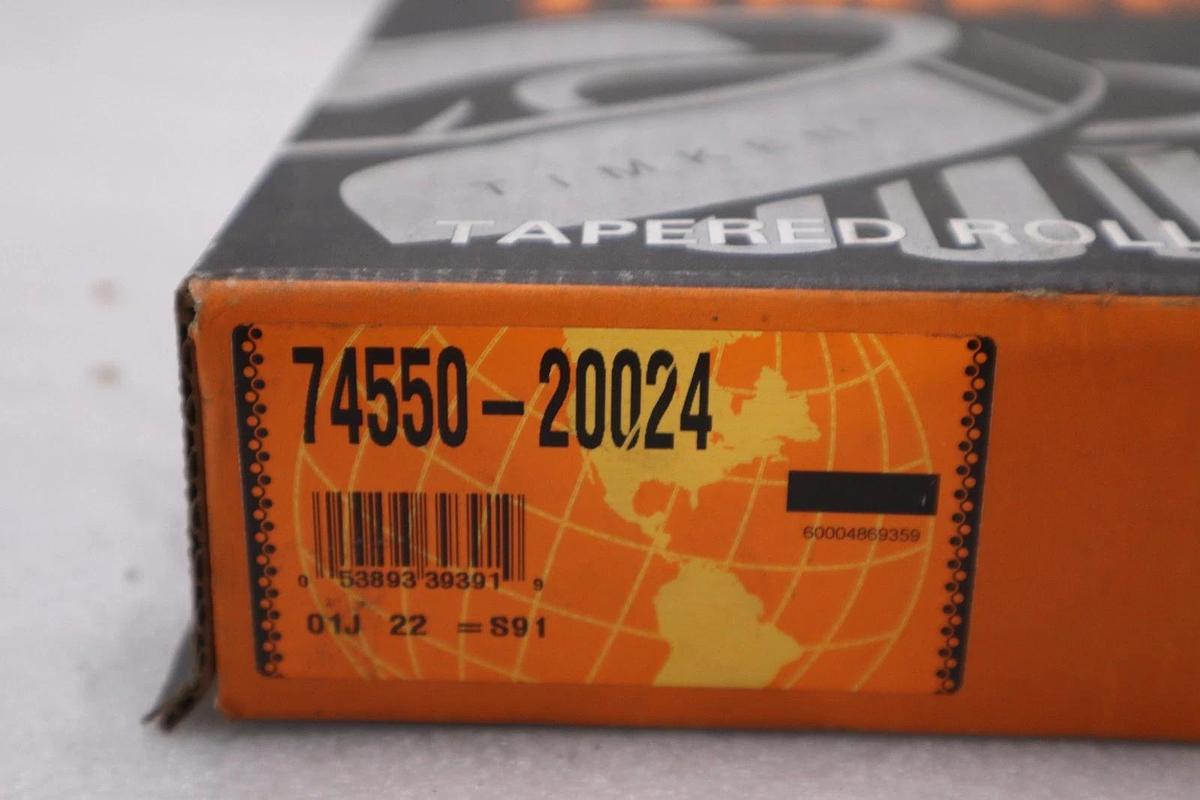 TIMKEN
TAPERED ROLL
74550-20024
60004869359
0 53893 39391 9
01J 22 =S91